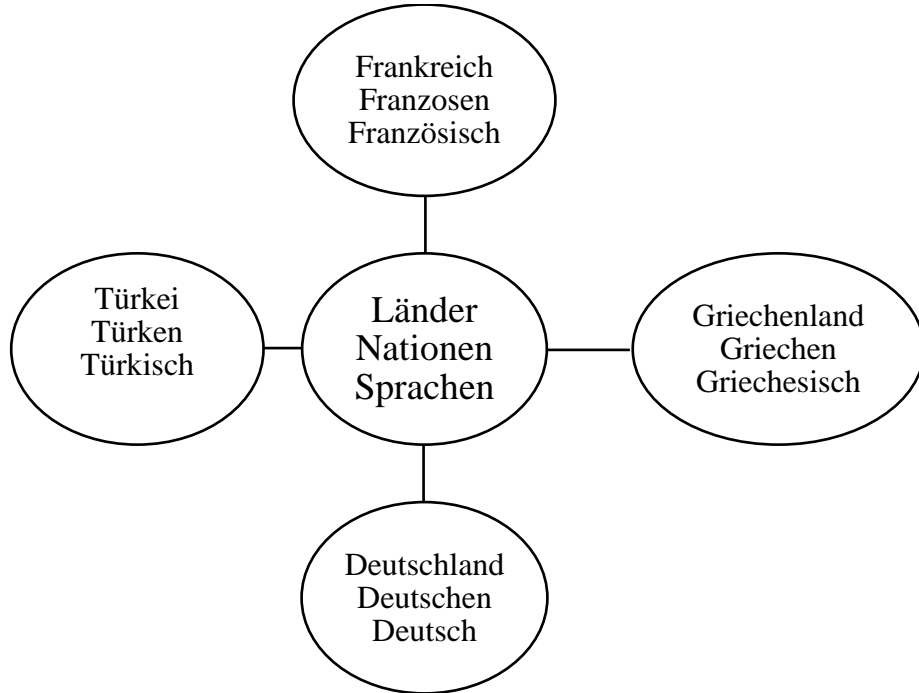 Frankreich
Franzosen
Französisch
Türkei
Türken
Türkisch
Länder
Nationen
Sprachen
Griechenland
Griechen
Griechesisch
Deutschland
Deutschen
Deutsch